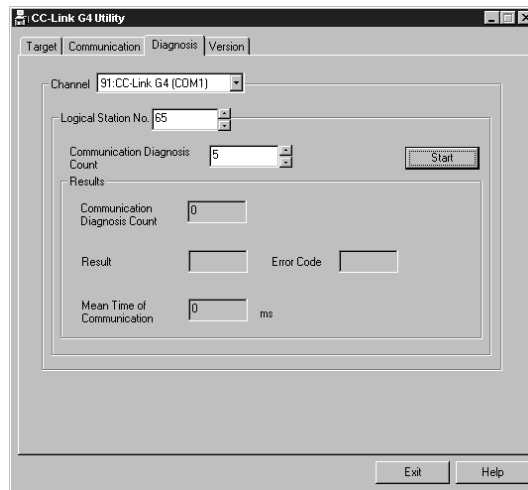 CC-Link G4 Utility
Target Communication Diagnosis Version
Channel 91:CC-Link G4 (COM1)
Logical Station No. 65
Communication Diagnosis Count 5 Start
Results
Communication Diagnosis Count 0
Result Error Code
Mean Time of Communication 0 ms
Exit Help